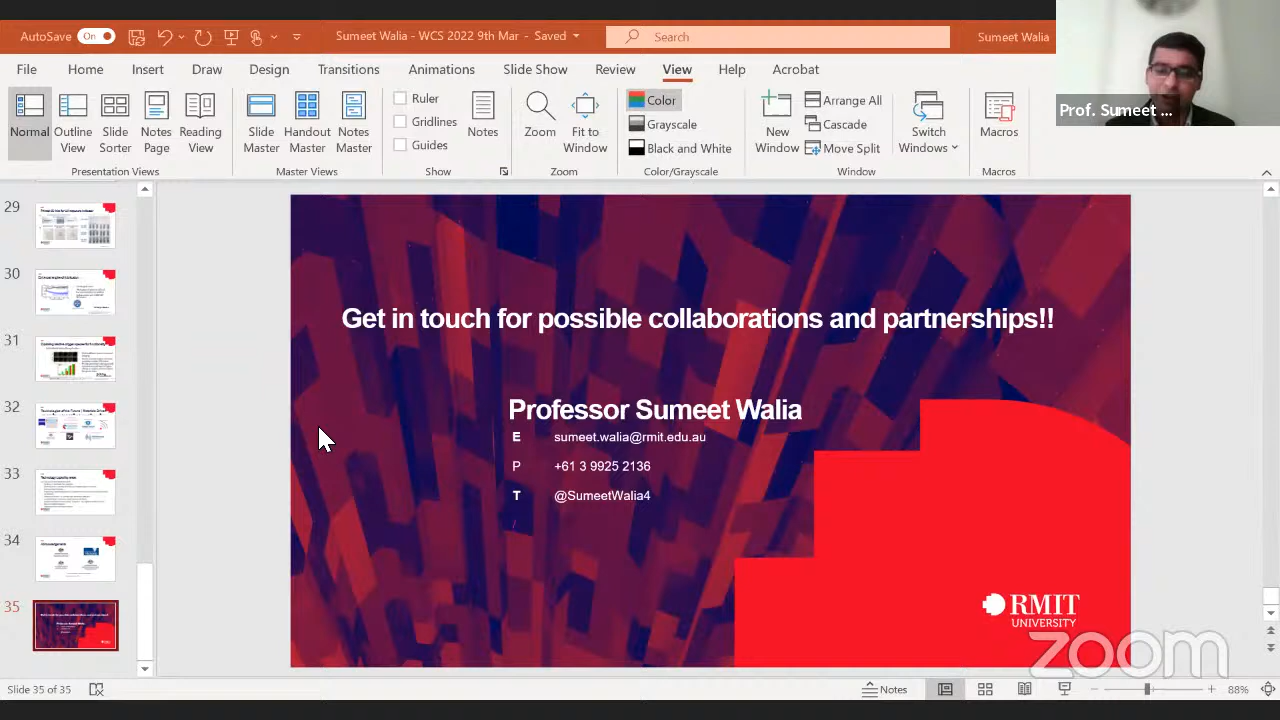 AutoSave On
Sumeet Walia - WCS 2022 9th Mar - Saved
Search
Sumeet Walia
Prof. Sumeet ...
File Home Insert Draw Design Transitions Animations Slide Show Review View Help Acrobat
Normal
Outline View
Slide Sorter
Notes Page
Reading View
Presentation Views
Slide Master
Handout Master
Notes Master
Master Views
Ruler
Gridlines
Guides
Notes
Show
Zoom
Fit to Window
Zoom
Color
Grayscale
Black and White
Color/Grayscale
New Window
Arrange All
Cascade
Move Split
Switch Windows
Window
Macros
Macros
29
30
31
32
33
34
35
Get in touch for possible collaborations and partnerships!!
Professor Sumeet Walia
E sumeet.walia@rmit.edu.au
P +61 3 9925 2136
T @SumeetWalia4
/
RMIT
UNIVERSITY
zoom
Slide 35 of 35
Notes
88%